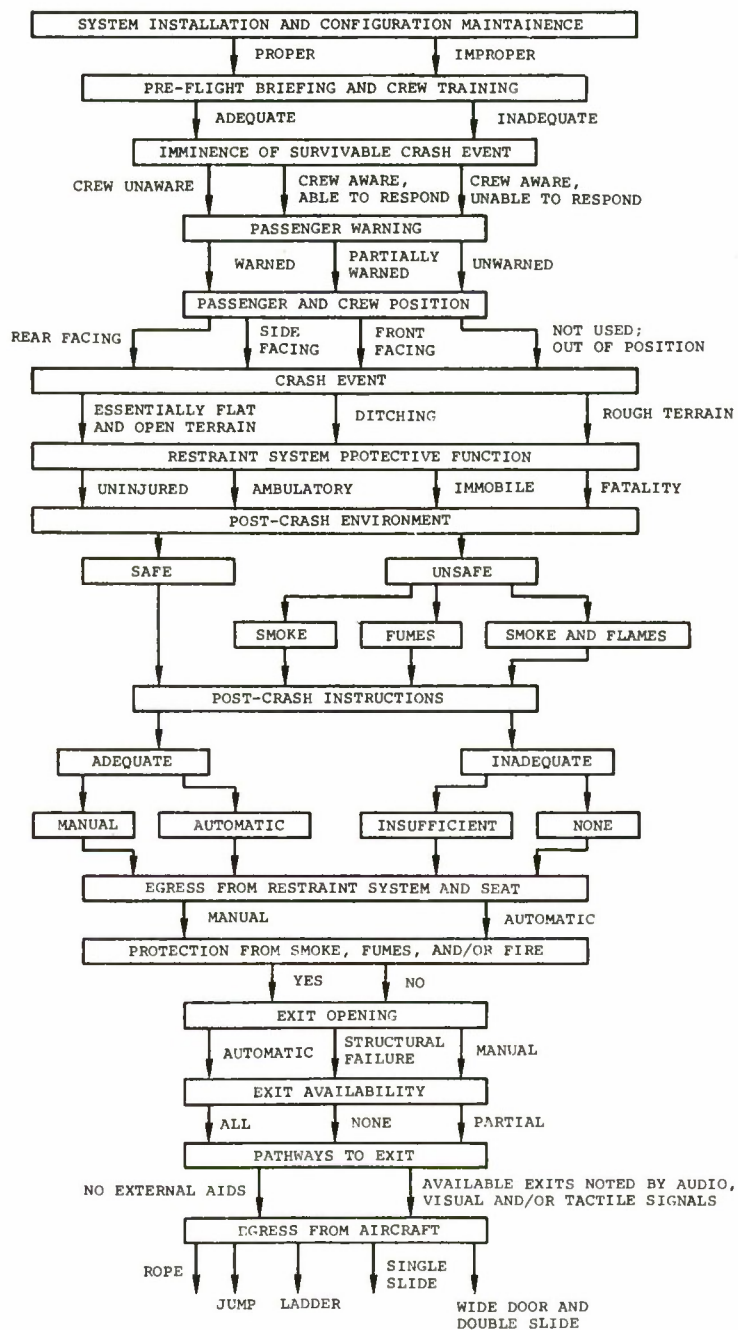 SYSTEM INSTALLATION AND CONFIGURATION MAINTAINENCE
PROPER
IMPROPER
PRE-FLIGHT BRIEFING AND CREW TRAINING
ADEQUATE
INADEQUATE
IMMINENCE OF SURVIVABLE CRASH EVENT
CREW UNAWARE
CREW AWARE,
ABLE TO RESPOND
CREW AWARE,
UNABLE TO RESPOND
PASSENGER WARNING
WARNED
PARTIALLY
WARNED
UNWARNED
PASSENGER AND CREW POSITION
REAR FACING
SIDE
FACING
FRONT
FACING
NOT USED;
OUT OF POSITION
CRASH EVENT
ESSENTIALLY FLAT
AND OPEN TERRAIN
DITCHING
ROUGH TERRAIN
RESTRAINT SYSTEM PPOTECTIVE FUNCTION
UNINJURED
AMBULATORY
IMMOBILE
FATALITY
POST-CRASH ENVIRONMENT
SAFE
UNSAFE
SMOKE
FUMES
SMOKE AND FLAMES
POST-CRASH INSTRUCTIONS
ADEQUATE
INADEQUATE
MANUAL
AUTOMATIC
INSUFFICIENT
NONE
EGRESS FROM RESTRAINT SYSTEM AND SEAT
MANUAL
AUTOMATIC
PROTECTION FROM SMOKE, FUMES, AND/OR FIRE
YES
NO
EXIT OPENING
AUTOMATIC
STRUCTURAL
FAILURE
MANUAL
EXIT AVAILABILITY
ALL
NONE
PARTIAL
PATHWAYS TO EXIT
NO EXTERNAL AIDS
AVAILABLE EXITS NOTED BY AUDIO,
VISUAL AND/OR TACTILE SIGNALS
EGRESS FROM AIRCRAFT
ROPE
JUMP
LADDER
SINGLE
SLIDE
WIDE DOOR AND
DOUBLE SLIDE